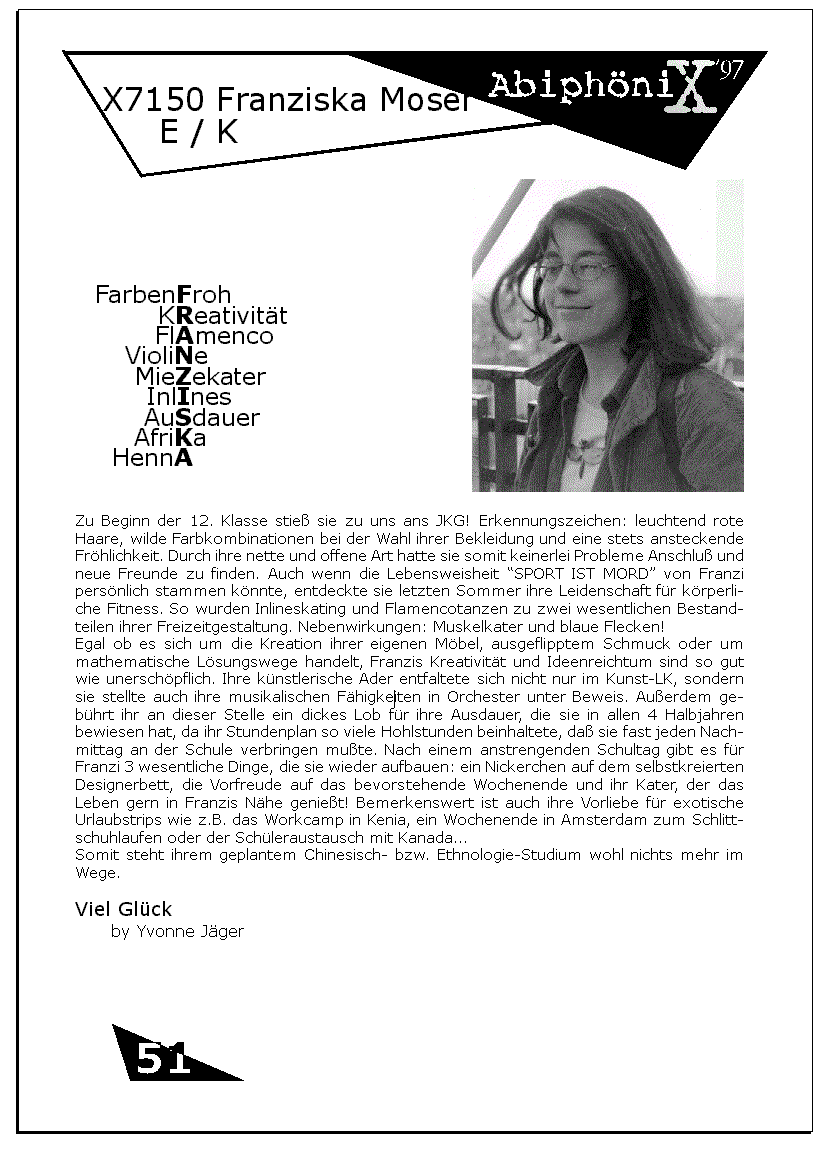 X7150 Franziska Moser
E / K
AbiphöniX '97
FarbenFroh
KReativität
FlAmenco
VioliNe
MieZekater
InlInes
AuSdauer
AfriKa
HennA
Zu Beginn der 12. Klasse stieß sie zu uns ans JKG! Erkennungszeichen: leuchtend rote
Haare, wilde Farbkombinationen bei der Wahl ihrer Bekleidung und eine stets ansteckende
Fröhlichkeit. Durch ihre nette und offene Art hatte sie somit keinerlei Probleme Anschluß und
neue Freunde zu finden. Auch wenn die Lebensweisheit “SPORT IST MORD” von Franzi
persönlich stammen könnte, entdeckte sie letzten Sommer ihre Leidenschaft für körperli-
che Fitness. So wurden Inlineskating und Flamencotanzen zu zwei wesentlichen Bestand-
teilen ihrer Freizeitgestaltung. Nebenwirkungen: Muskelkater und blaue Flecken!
Egal ob es sich um die Kreation ihrer eigenen Möbel, ausgeflipptem Schmuck oder um
mathematische Lösungswege handelt, Franzis Kreativität und Ideenreichtum sind so gut
wie unerschöpflich. Ihre künstlerische Ader entfaltete sich nicht nur im Kunst-LK, sondern
sie stellte auch ihre musikalischen Fähigkeiten in Orchester unter Beweis. Außerdem ge-
bührt ihr an dieser Stelle ein dickes Lob für ihre Ausdauer, die sie in allen 4 Halbjahren
bewiesen hat, da ihr Stundenplan so viele Hohlstunden beinhaltete, daß sie fast jeden Nach-
mittag an der Schule verbringen mußte. Nach einem anstrengenden Schultag gibt es für
Franzi 3 wesentliche Dinge, die sie wieder aufbauen: ein Nickerchen auf dem selbstkreierten
Designerbett, die Vorfreude auf das bevorstehende Wochenende und ihr Kater, der das
Leben gern in Franzis Nähe genießt! Bemerkenswert ist auch ihre Vorliebe für exotische
Urlaubstrips wie z.B. das Workcamp in Kenia, ein Wochenende in Amsterdam zum Schlitt-
schuhlaufen oder der Schüleraustausch mit Kanada...
Somit steht ihrem geplantem Chinesisch- bzw. Ethnologie-Studium wohl nichts mehr im
Wege.
Viel Glück
by Yvonne Jäger
51